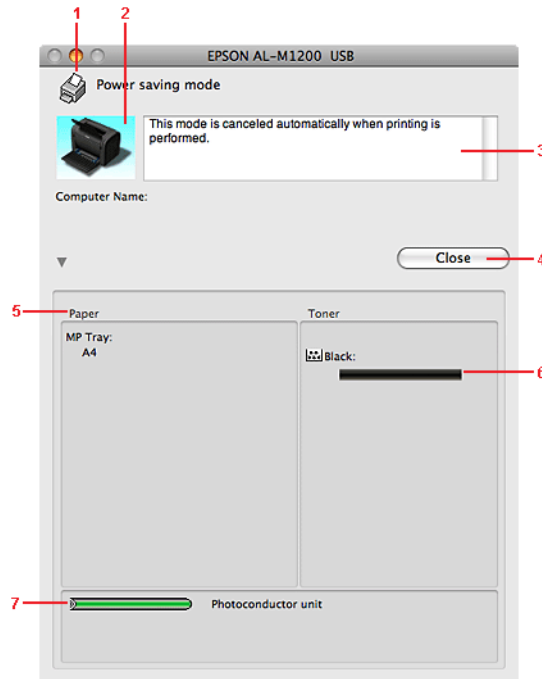 1 2
EPSON AL-M1200 USB
Power saving mode
This mode is canceled automatically when printing is
performed.
3
Computer Name:
Close
4
5
Paper
Toner
MP Tray:
A4
Black:
6
7
Photoconductor unit